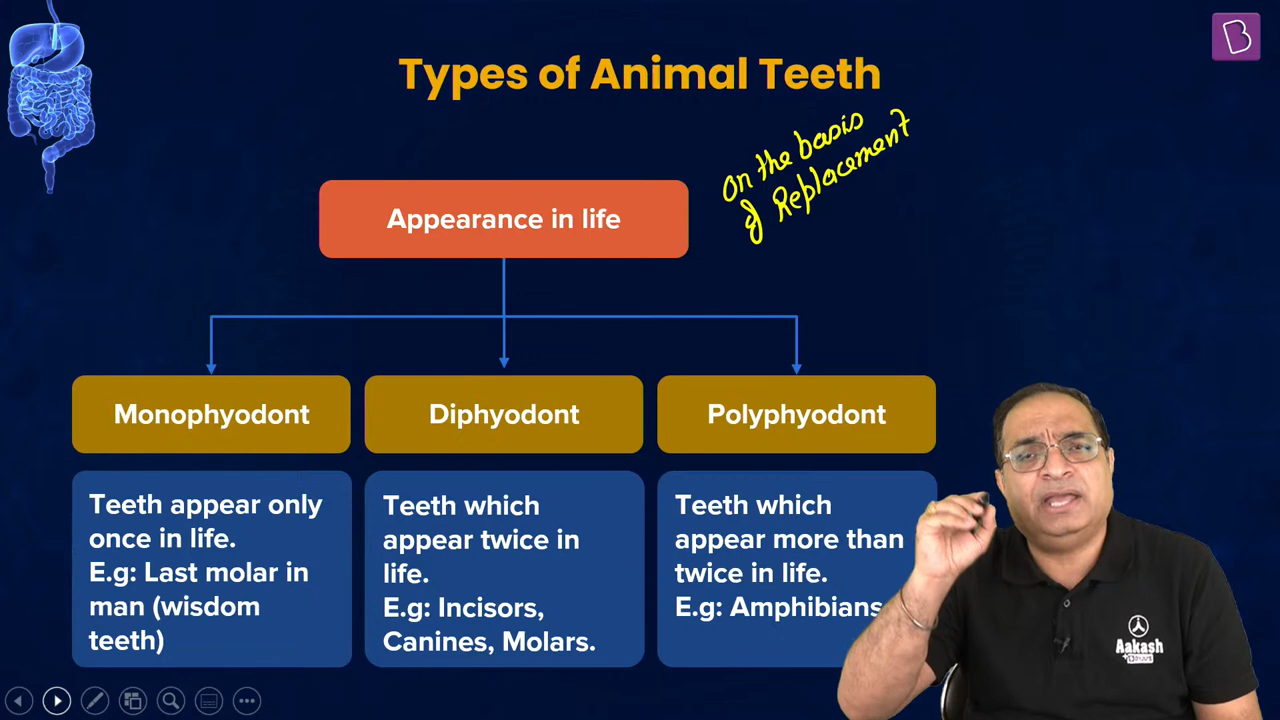 Types of Animal Teeth
On the basis
of Replacement
Appearance in life
Monophyodont
Diphyodont
Polyphyodont
Teeth appear only
once in life.
E.g: Last molar in
man (wisdom
teeth)
Teeth which
appear twice in
life.
E.g: Incisors,
Canines, Molars.
Teeth which
appear more than
twice in life.
E.g: Amphibians
Aakash
BYJU'S
B